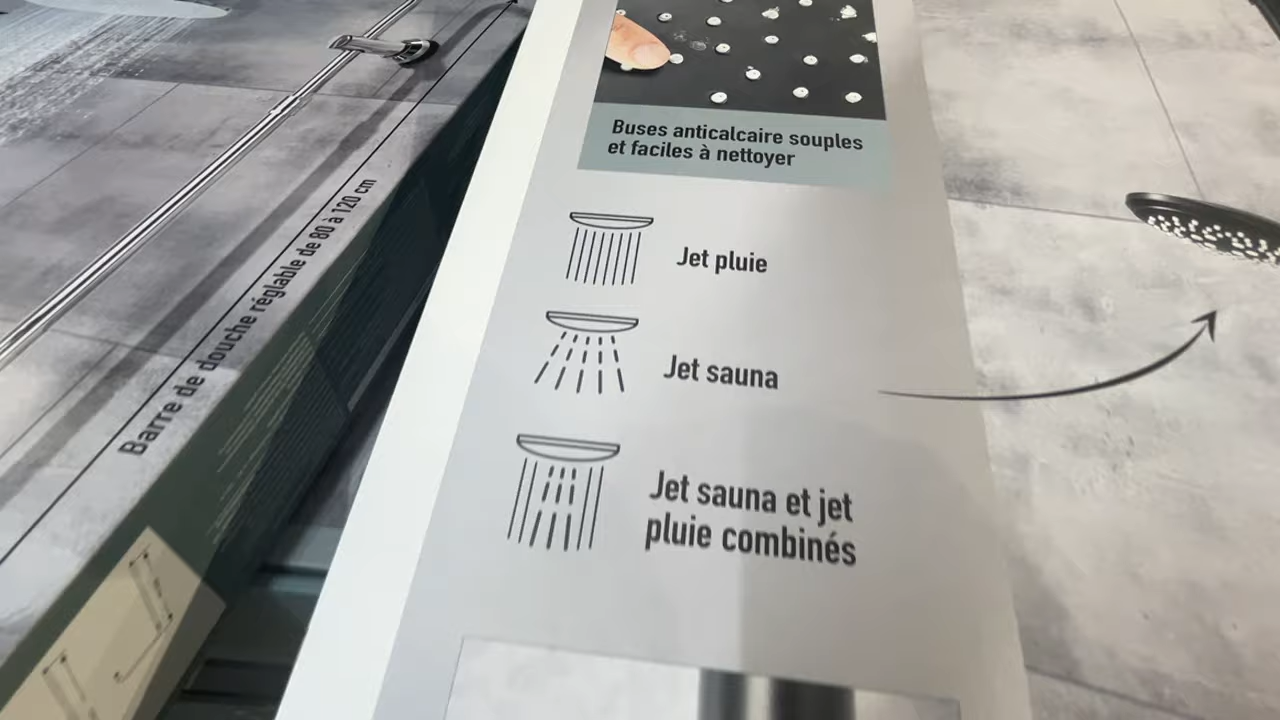 Buses anticalcaire souples
et faciles à nettoyer
Jet pluie
Jet sauna
Jet sauna et jet
pluie combinés
Barre de douche réglable de 80 à 120 cm